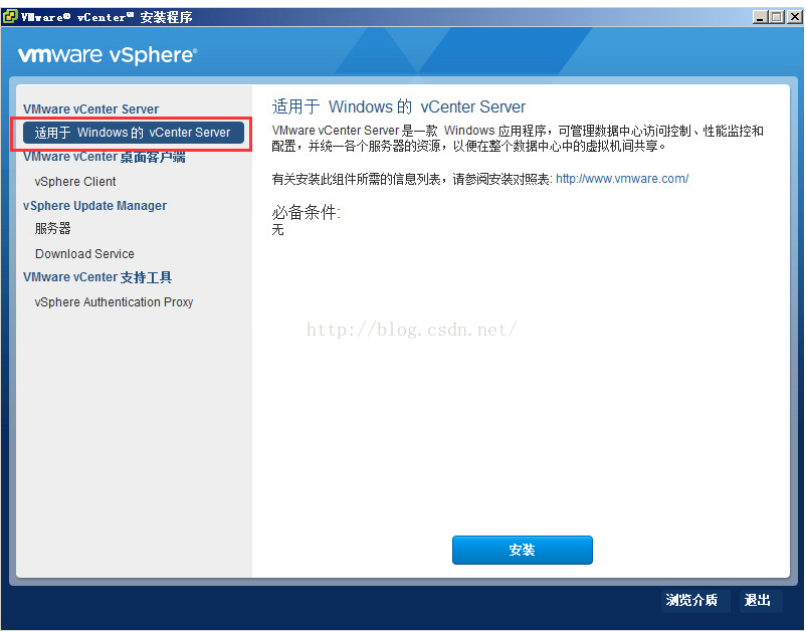 VMware® vCenter™ 安装程序
vmware vSphere®
VMware vCenter Server
适用于 Windows 的 vCenter Server
VMware vCenter 桌面客户端
vSphere Client
vSphere Update Manager
服务器
Download Service
VMware vCenter 支持工具
vSphere Authentication Proxy
适用于 Windows 的 vCenter Server
VMware vCenter Server 是一款 Windows 应用程序，可管理数据中心访问控制、性能监控和
配置，并统一各个服务器的资源，以便在整个数据中心中的虚拟机间共享。
有关安装此组件所需的信息列表，请参阅安装对照表: http://www.vmware.com/
必备条件:
无
http://blog.csdn.net/
安装
浏览介质 退出